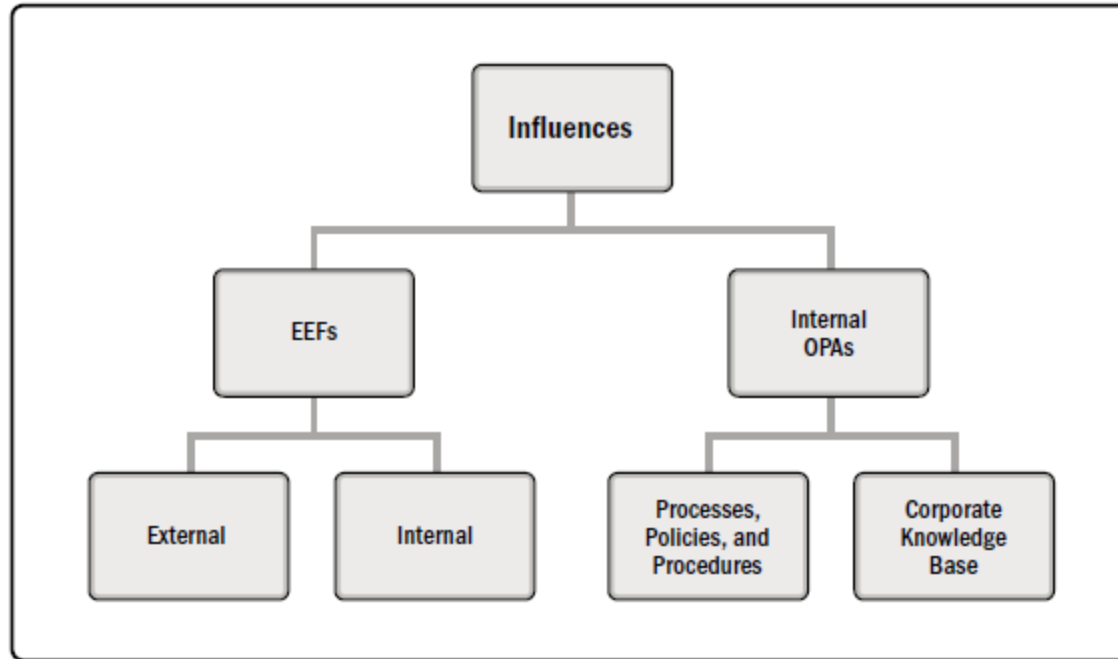 Influences
EEFs
Internal
OPAs
External
Internal
Processes,
Policies, and
Procedures
Corporate
Knowledge
Base